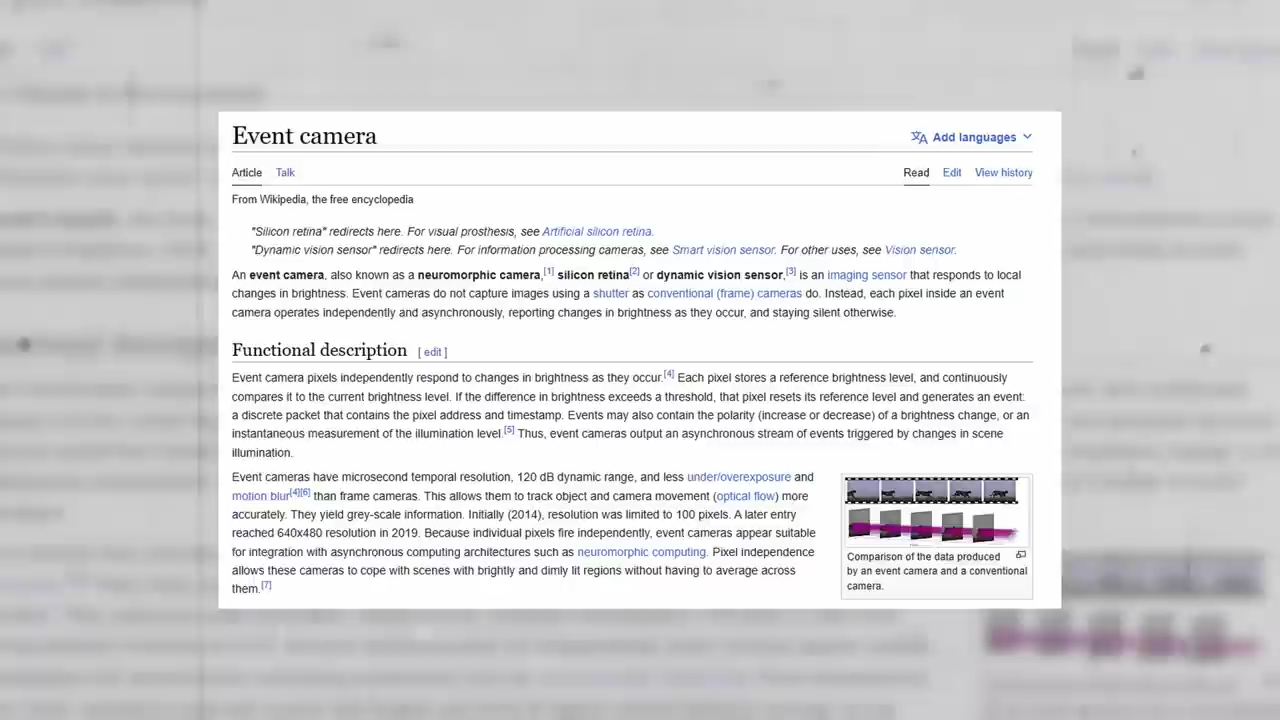 Event camera
Add languages
Article Talk
Read Edit View history
From Wikipedia, the free encyclopedia
"Silicon retina" redirects here. For visual prosthesis, see Artificial silicon retina.
"Dynamic vision sensor" redirects here. For information processing cameras, see Smart vision sensor. For other uses, see Vision sensor.
An event camera, also known as a neuromorphic camera,[1] silicon retina[2] or dynamic vision sensor,[3] is an imaging sensor that responds to local
changes in brightness. Event cameras do not capture images using a shutter as conventional (frame) cameras do. Instead, each pixel inside an event
camera operates independently and asynchronously, reporting changes in brightness as they occur, and staying silent otherwise.
Functional description [ edit ]
Event camera pixels independently respond to changes in brightness as they occur.[4] Each pixel stores a reference brightness level, and continuously
compares it to the current brightness level. If the difference in brightness exceeds a threshold, that pixel resets its reference level and generates an event:
a discrete packet that contains the pixel address and timestamp. Events may also contain the polarity (increase or decrease) of a brightness change, or an
instantaneous measurement of the illumination level.[5] Thus, event cameras output an asynchronous stream of events triggered by changes in scene
illumination.
Event cameras have microsecond temporal resolution, 120 dB dynamic range, and less under/overexposure and
motion blur[4][6] than frame cameras. This allows them to track object and camera movement (optical flow) more
accurately. They yield grey-scale information. Initially (2014), resolution was limited to 100 pixels. A later entry
reached 640x480 resolution in 2019. Because individual pixels fire independently, event cameras appear suitable
for integration with asynchronous computing architectures such as neuromorphic computing. Pixel independence
allows these cameras to cope with scenes with brightly and dimly lit regions without having to average across
them.[7]
Comparison of the data produced
by an event camera and a conventional
camera.